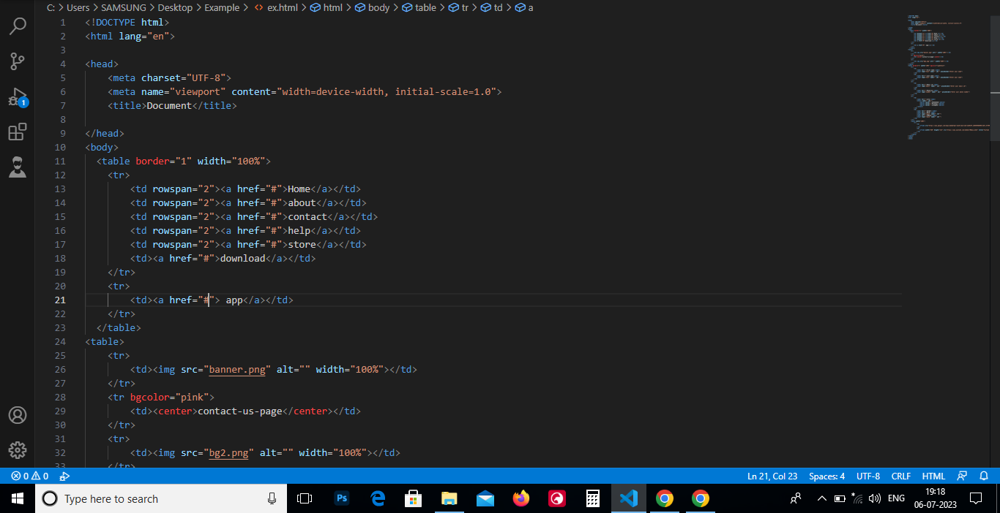 C: > Users > SAMSUNG > Desktop > Example > <> ex.html > html > body > table > tr > td > a
1 <!DOCTYPE html>
2 <html lang="en">
3
4 <head>
5 <meta charset="UTF-8">
6 <meta name="viewport" content="width=device-width, initial-scale=1.0">
7 <title>Document</title>
8
9 </head>
10 <body>
11 <table border="1" width="100%">
12 <tr>
13 <td rowspan="2"><a href="#">Home</a></td>
14 <td rowspan="2"><a href="#">about</a></td>
15 <td rowspan="2"><a href="#">contact</a></td>
16 <td rowspan="2"><a href="#">help</a></td>
17 <td rowspan="2"><a href="#">store</a></td>
18 <td><a href="#">download</a></td>
19 </tr>
20 <tr>
21 <td><a href="#"> app</a></td>
22 </tr>
23 </table>
24 <table>
25 <tr>
26 <td><img src="banner.png" alt="" width="100%"></td>
27 </tr>
28 <tr bgcolor="pink">
29 <td><center>contact-us-page</center></td>
30 </tr>
31 <tr>
32 <td><img src="bg2.png" alt="" width="100%"></td>
33 </tr>
1
0 0 Ln 21, Col 23 Spaces: 4 UTF-8 CRLF HTML
Type here to search
Ps
ENG
19:18
06-07-2023